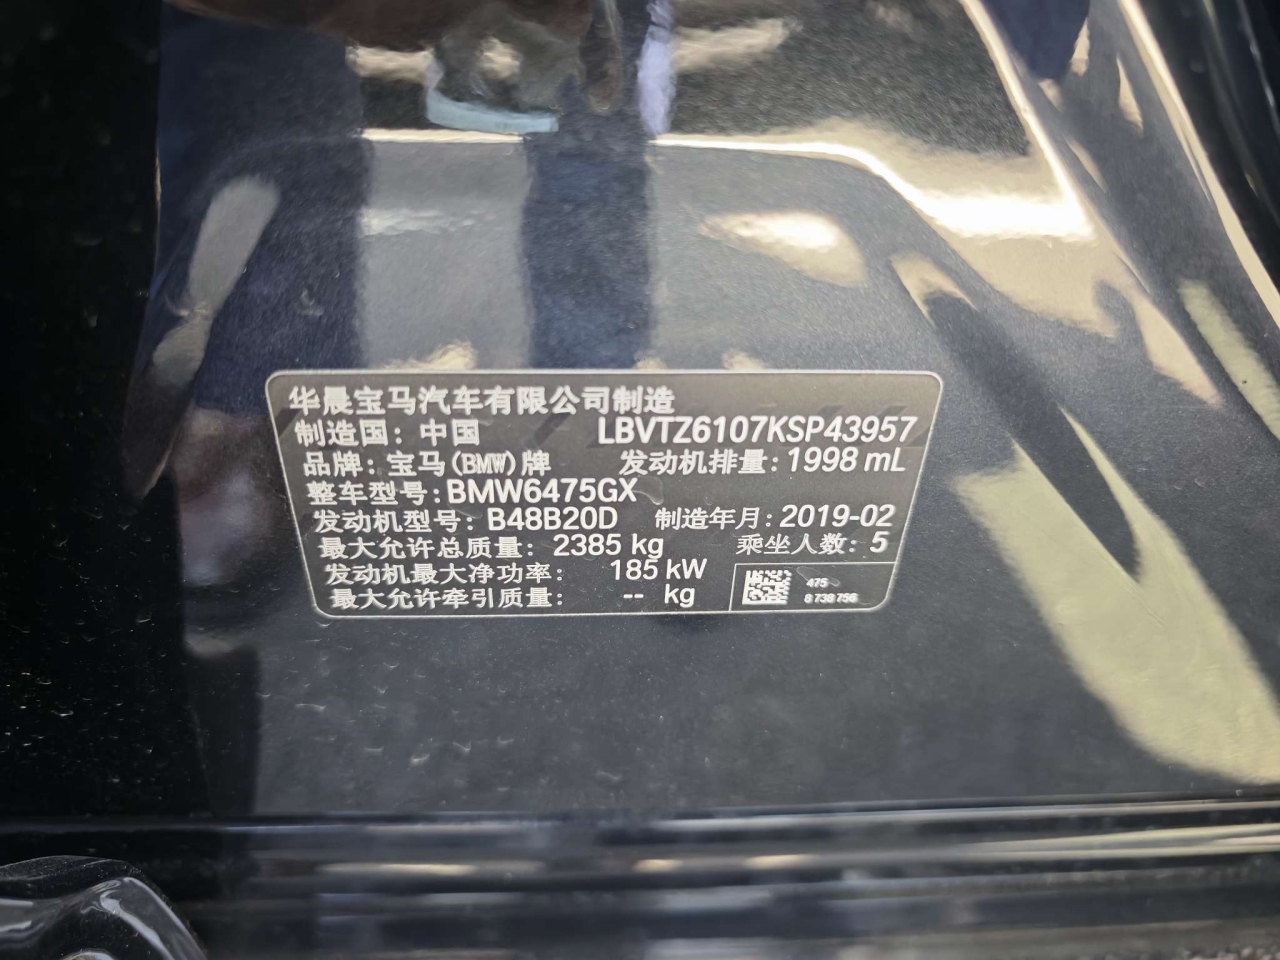 华晨宝马汽车有限公司制造
制造国：中国 LBVTZ6107KSP43957
品牌：宝马(BMW)牌 发动机排量：1998 mL
整车型号：BMW6475GX
发动机型号：B48B20D 制造年月：2019-02
最大允许总质量：2385 kg 乘坐人数：5
发动机最大净功率：185 kW
最大允许牵引质量：-- kg
475
8 738 756